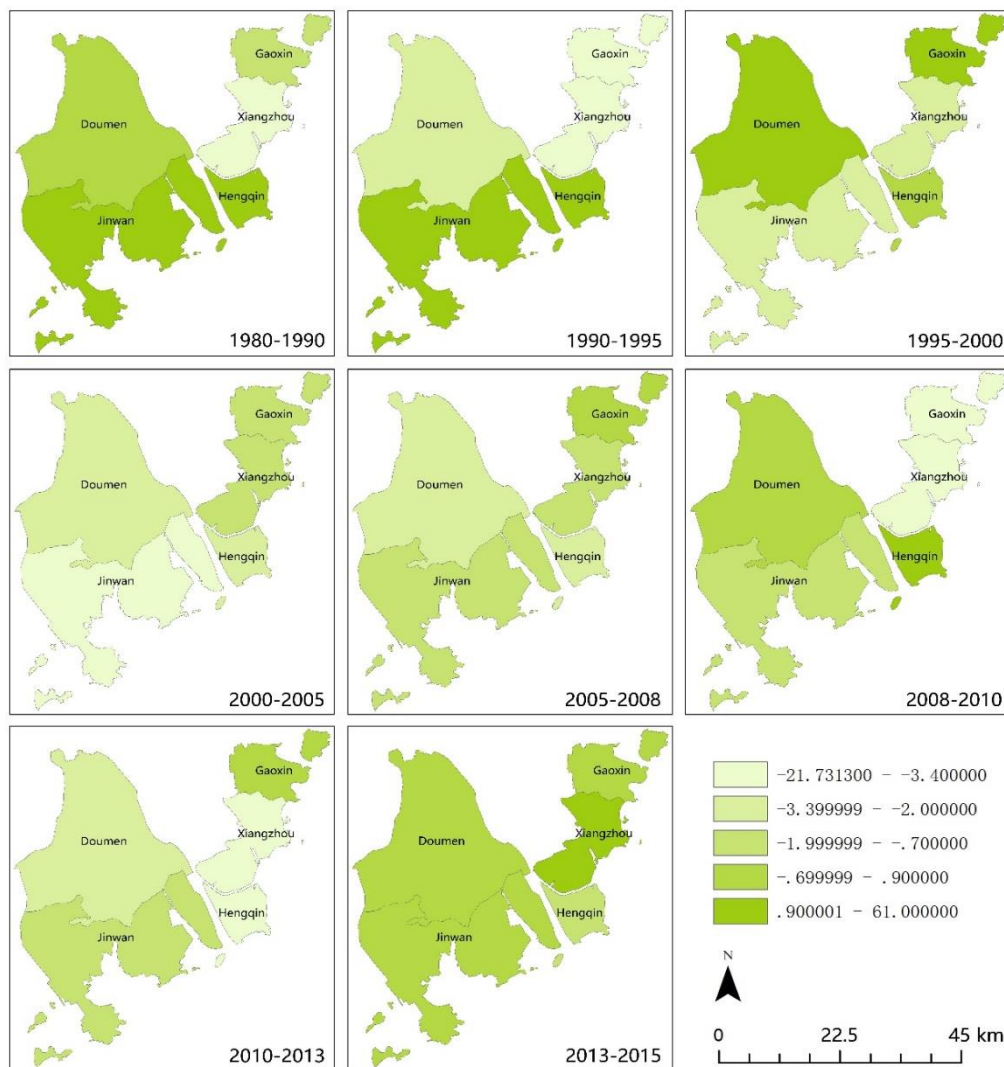 Gaoxin
Xiangzhou
Doumen
Hengqin
Jinwan
1980-1990
Gaoxin
Xiangzhou
Doumen
Hengqin
Jinwan
1990-1995
Gaoxin
Xiangzhou
Doumen
Hengqin
Jinwan
1995-2000
Gaoxin
Xiangzhou
Doumen
Hengqin
Jinwan
2000-2005
Gaoxin
Xiangzhou
Doumen
Hengqin
Jinwan
2005-2008
Gaoxin
Xiangzhou
Doumen
Hengqin
Jinwan
2008-2010
Gaoxin
Xiangzhou
Doumen
Hengqin
Jinwan
2010-2013
Gaoxin
Xiangzhou
Doumen
Hengqin
Jinwan
2013-2015
-21.731300 - -3.400000
-3.399999 - -2.000000
-1.999999 - -.700000
-.699999 - .900000
.900001 - 61.000000
N
0 22.5 45 km